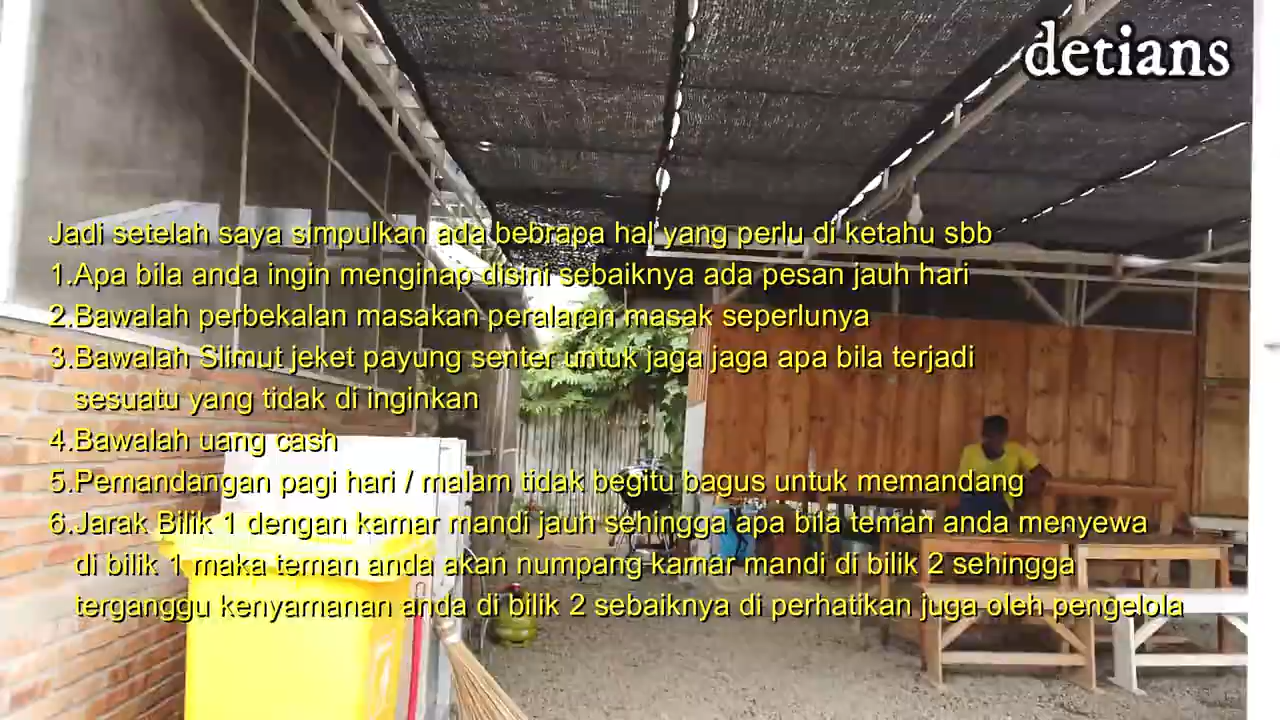 detians
Jadi setelah saya simpulkan ada bebrapa hal yang perlu di ketahu sbb
1.Apa bila anda ingin menginap disini sebaiknya ada pesan jauh hari
2.Bawalah perbekalan masakan peralaran masak seperlunya
3.Bawalah Slimut jeket payung senter untuk jaga jaga apa bila terjadi
sesuatu yang tidak di inginkan
4.Bawalah uang cash
5.Pemandangan pagi hari / malam tidak begitu bagus untuk memandang
6.Jarak Bilik 1 dengan kamar mandi jauh sehingga apa bila teman anda menyewa
di bilik 1 maka teman anda akan numpang kamar mandi di bilik 2 sehingga
terganggu kenyamanan anda di bilik 2 sebaiknya di perhatikan juga oleh pengelola